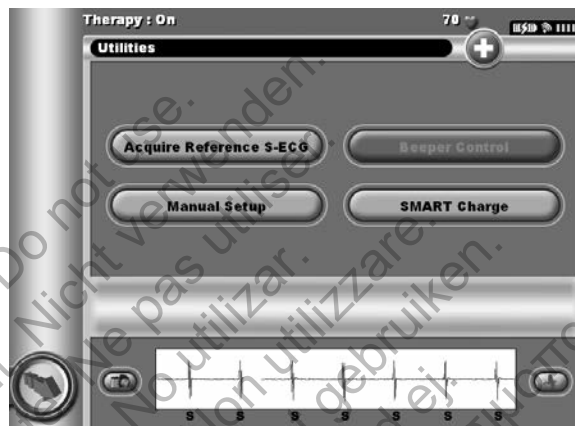 Therapy : On
70
Utilities
Acquire Reference S-ECG
Beeper Control
Manual Setup
SMART Charge
S S S S S S S
Do not use.
Nicht verwenden.
Ne pas utiliser.
No utilizar.
Non utilizzare.
gebruiken.
ej.